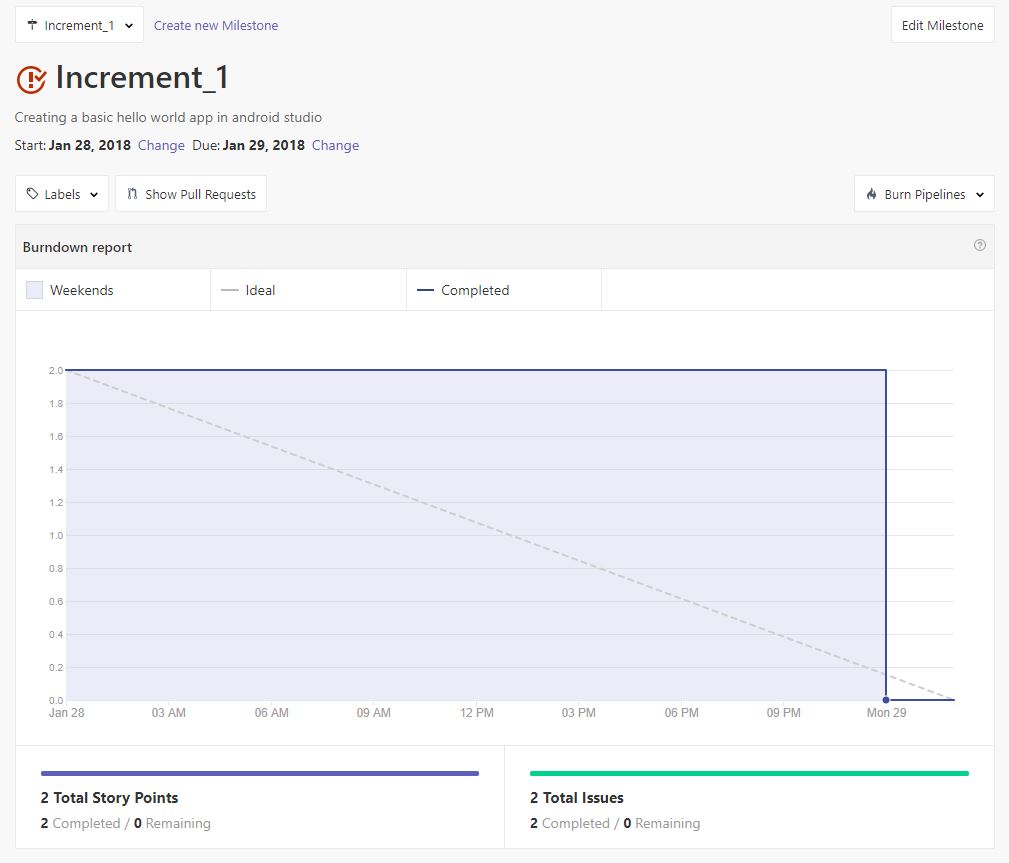 Increment_1 Create new Milestone Edit Milestone
Increment_1
Creating a basic hello world app in android studio
Start: Jan 28, 2018 Change Due: Jan 29, 2018 Change
Labels Show Pull Requests Burn Pipelines
Burndown report
Weekends Ideal Completed
2.0
1.8
1.6
1.4
1.2
1.0
0.8
0.6
0.4
0.2
0.0
Jan 28 03 AM 06 AM 09 AM 12 PM 03 PM 06 PM 09 PM Mon 29
2 Total Story Points
2 Completed / 0 Remaining
2 Total Issues
2 Completed / 0 Remaining